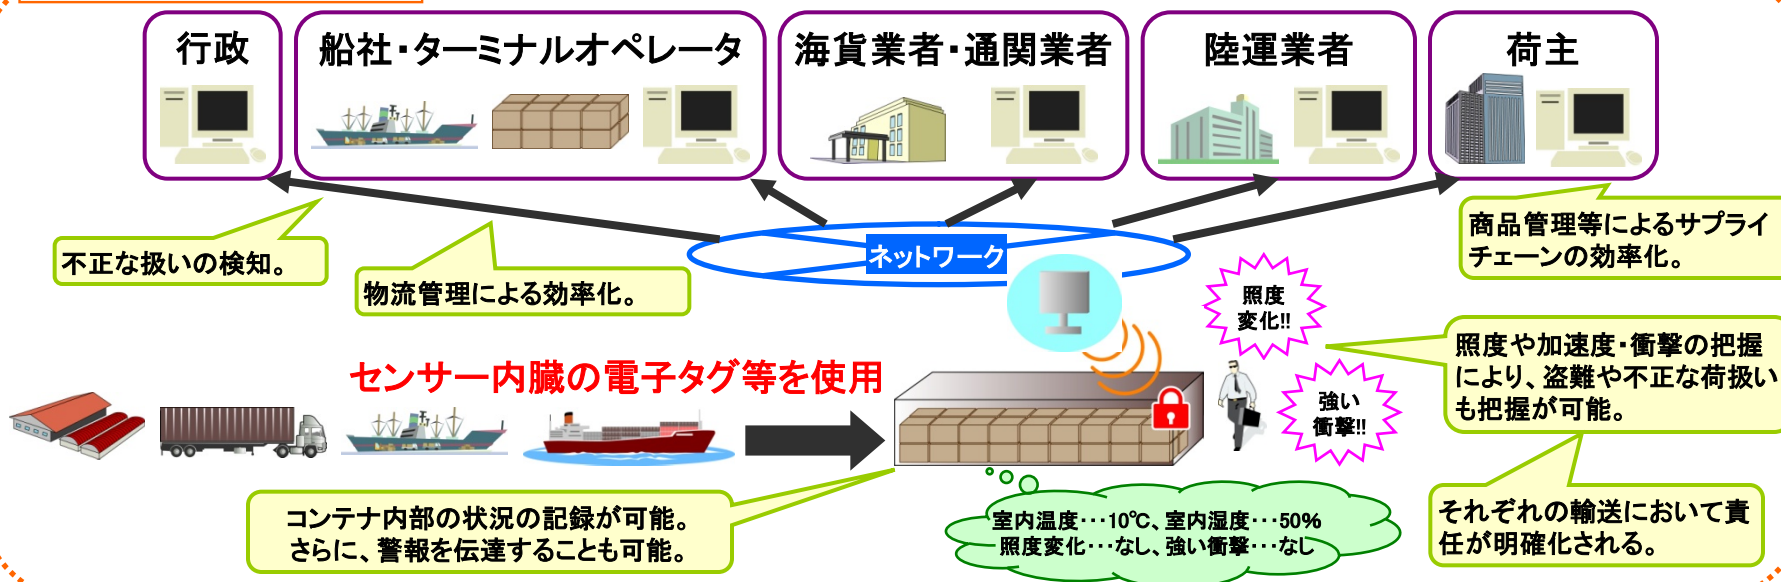 行政
船社・ターミナルオペレータ
海貨業者・通関業者
陸運業者
荷主
不正な扱いの検知。
物流管理による効率化。
ネットワーク
商品管理等によるサプライ
チェーンの効率化。
照度
変化!!
強い
衝撃!!
照度や加速度・衝撃の把握
により、盗難や不正な荷扱い
も把握が可能。
センサー内臓の電子タグ等を使用
コンテナ内部の状況の記録が可能。
さらに、警報を伝達することも可能。
室内温度･･･10℃、室内湿度･･･50%
照度変化･･･なし、強い衝撃･･･なし
それぞれの輸送において責
任が明確化される。